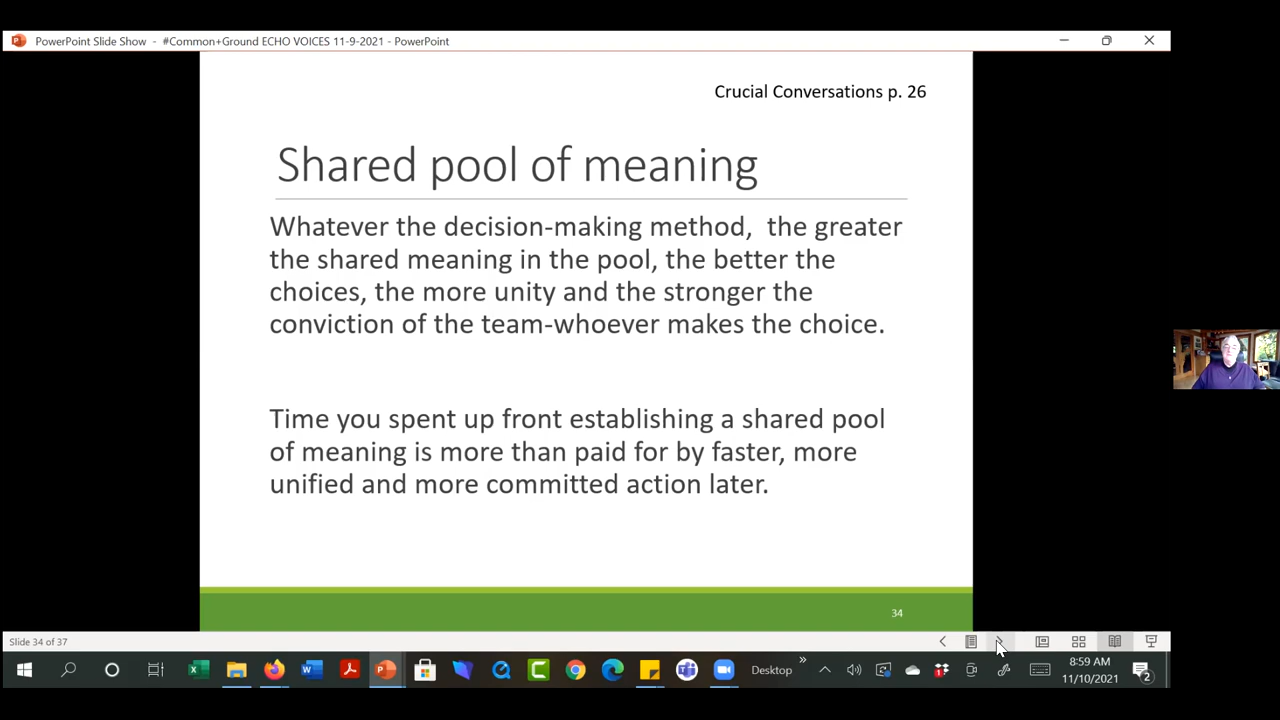 PowerPoint Slide Show - #Common+Ground ECHO VOICES 11-9-2021 - PowerPoint
Crucial Conversations p. 26
Shared pool of meaning
Whatever the decision-making method,  the greater
the shared meaning in the pool, the better the
choices, the more unity and the stronger the
conviction of the team-whoever makes the choice.
Time you spent up front establishing a shared pool
of meaning is more than paid for by faster, more
unified and more committed action later.
34
Slide 34 of 37
Desktop
8:59 AM
11/10/2021
2